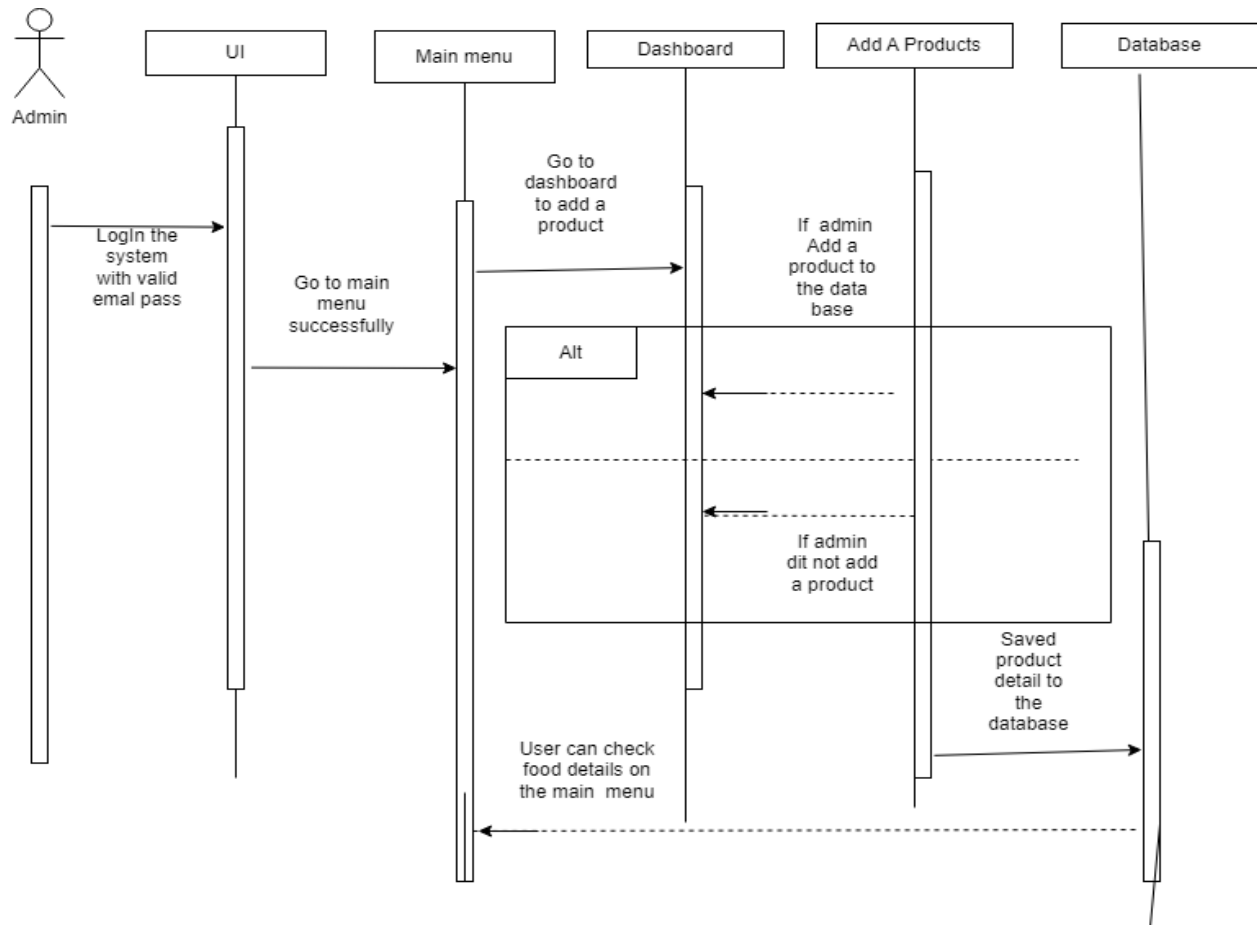 Admin
UI
Main menu
Dashboard
Add A Products
Database
LogIn the
system
with valid
emal pass
Go to main
menu
successfully
Go to
dashboard
to add a
product
If  admin
Add a
product to
the data
base
Alt
If admin
dit not add
a product
Saved
product
detail to
the
database
User can check
food details on
the main  menu